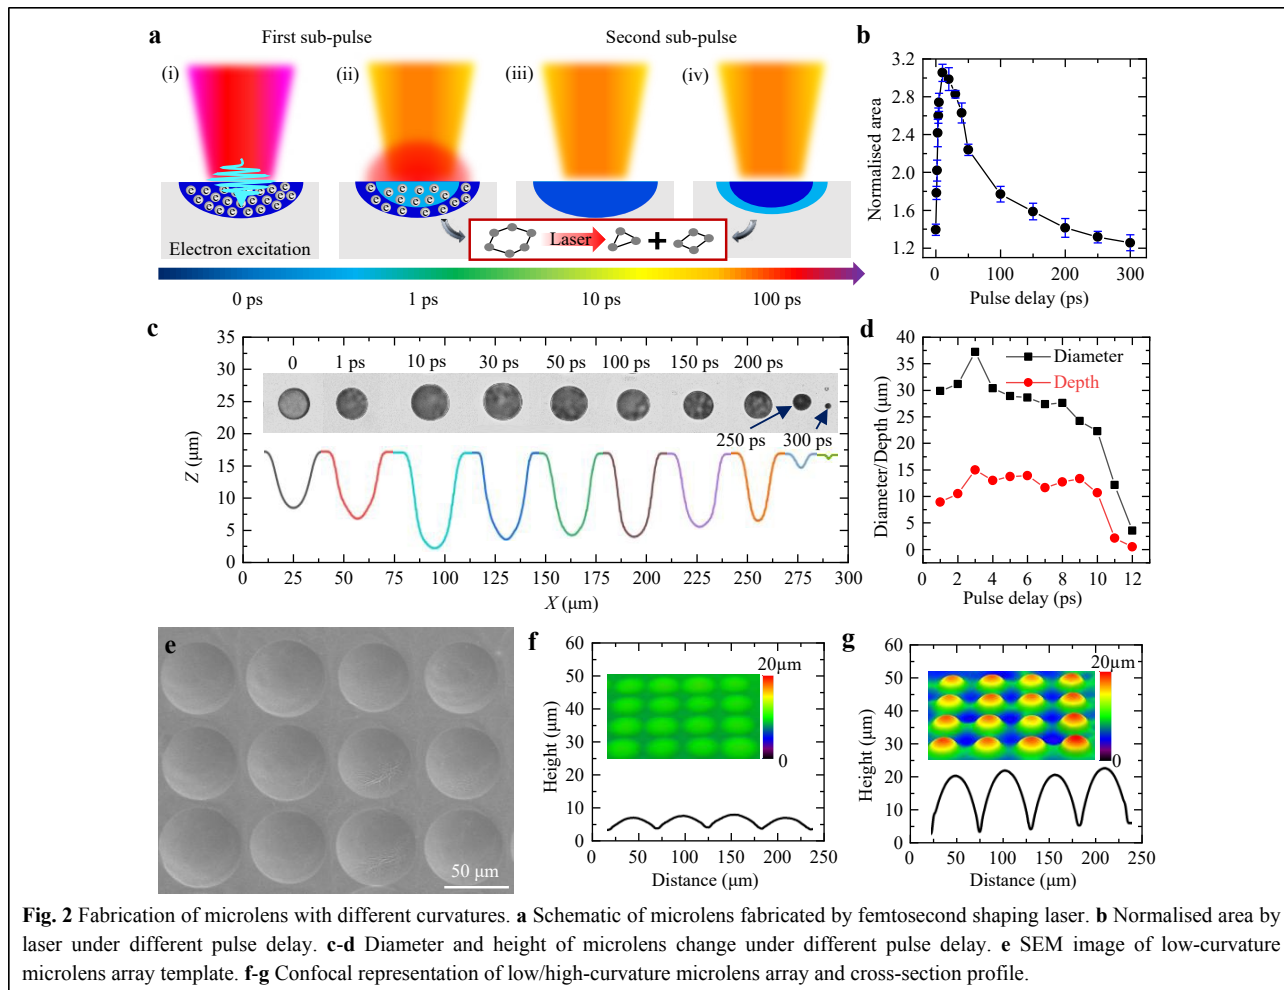 a
First sub-pulse
Second sub-pulse
(i)
(ii)
(iii)
(iv)
C C C C C C C C C C C C C C C
Electron excitation
Laser
+
0 ps
1 ps
10 ps
100 ps
b
3.2
2.8
2.4
2.0
1.6
1.2
Normalised area
0
100
200
300
Pulse delay (ps)
c
35
30
25
20
15
10
5
0
Z (μm)
0
1 ps
10 ps
30 ps
50 ps
100 ps
150 ps
200 ps
250 ps
300 ps
0
25
50
75
100
125
150
175
200
225
250
275
300
X (μm)
d
40
35
30
25
20
15
10
5
0
Diameter/Depth (μm)
Diameter
Depth
0
2
4
6
8
10
12
Pulse delay (ps)
e
50 μm
f
60
50
40
30
20
10
0
Height (μm)
20μm
0
0
50
100
150
200
250
Distance (μm)
g
60
50
40
30
20
10
0
Height (μm)
20μm
0
50
100
150
200
250
Distance (μm)
Fig. 2 Fabrication of microlens with different curvatures. a Schematic of microlens fabricated by femtosecond shaping laser. b Normalised area by
laser under different pulse delay. c-d Diameter and height of microlens change under different pulse delay. e SEM image of low-curvature
microlens array template. f-g Confocal representation of low/high-curvature microlens array and cross-section profile.